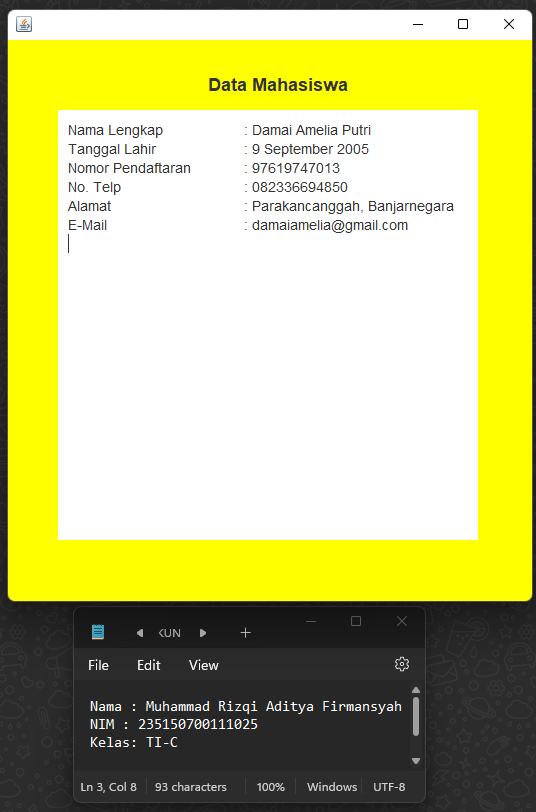 Data Mahasiswa
Nama Lengkap : Damai Amelia Putri
Tanggal Lahir : 9 September 2005
Nomor Pendaftaran : 97619747013
No. Telp : 082336694850
Alamat : Parakancanggah, Banjarnegara
E-Mail : damaiamelia@gmail.com
<UN
File Edit View
Nama : Muhammad Rizqi Aditya Firmansyah
NIM : 235150700111025
Kelas: TI-C
Ln 3, Col 8 93 characters 100% Windows UTF-8